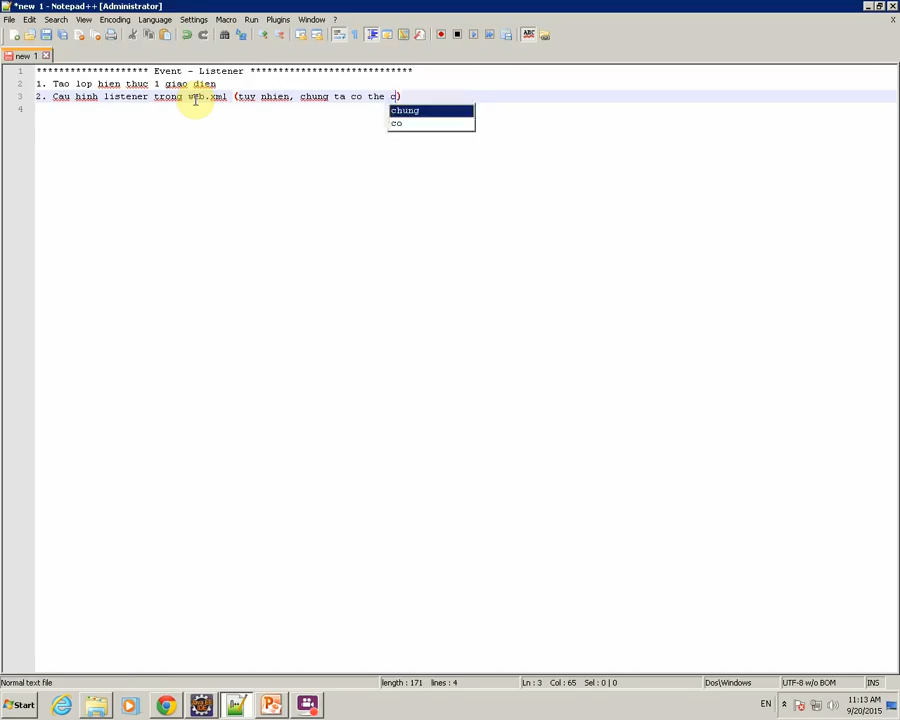 *new 1 - Notepad++ [Administrator]
File Edit Search View Encoding Language Settings Macro Run Plugins Window ? X
new 1
1 ******************** Event - Listener *****************************
2 1. Tao lop hien thuc 1 giao dien
3 2. Cau hinh listener trong web.xml (tuy nhien, chung ta co the c)
chung
4
co
Normal text file length : 171 lines : 4 Ln : 3 Col : 65 Sel : 0 | 0 Dos\Windows UTF-8 w/o BOM INS
Start EN 11:13 AM
9/20/2015